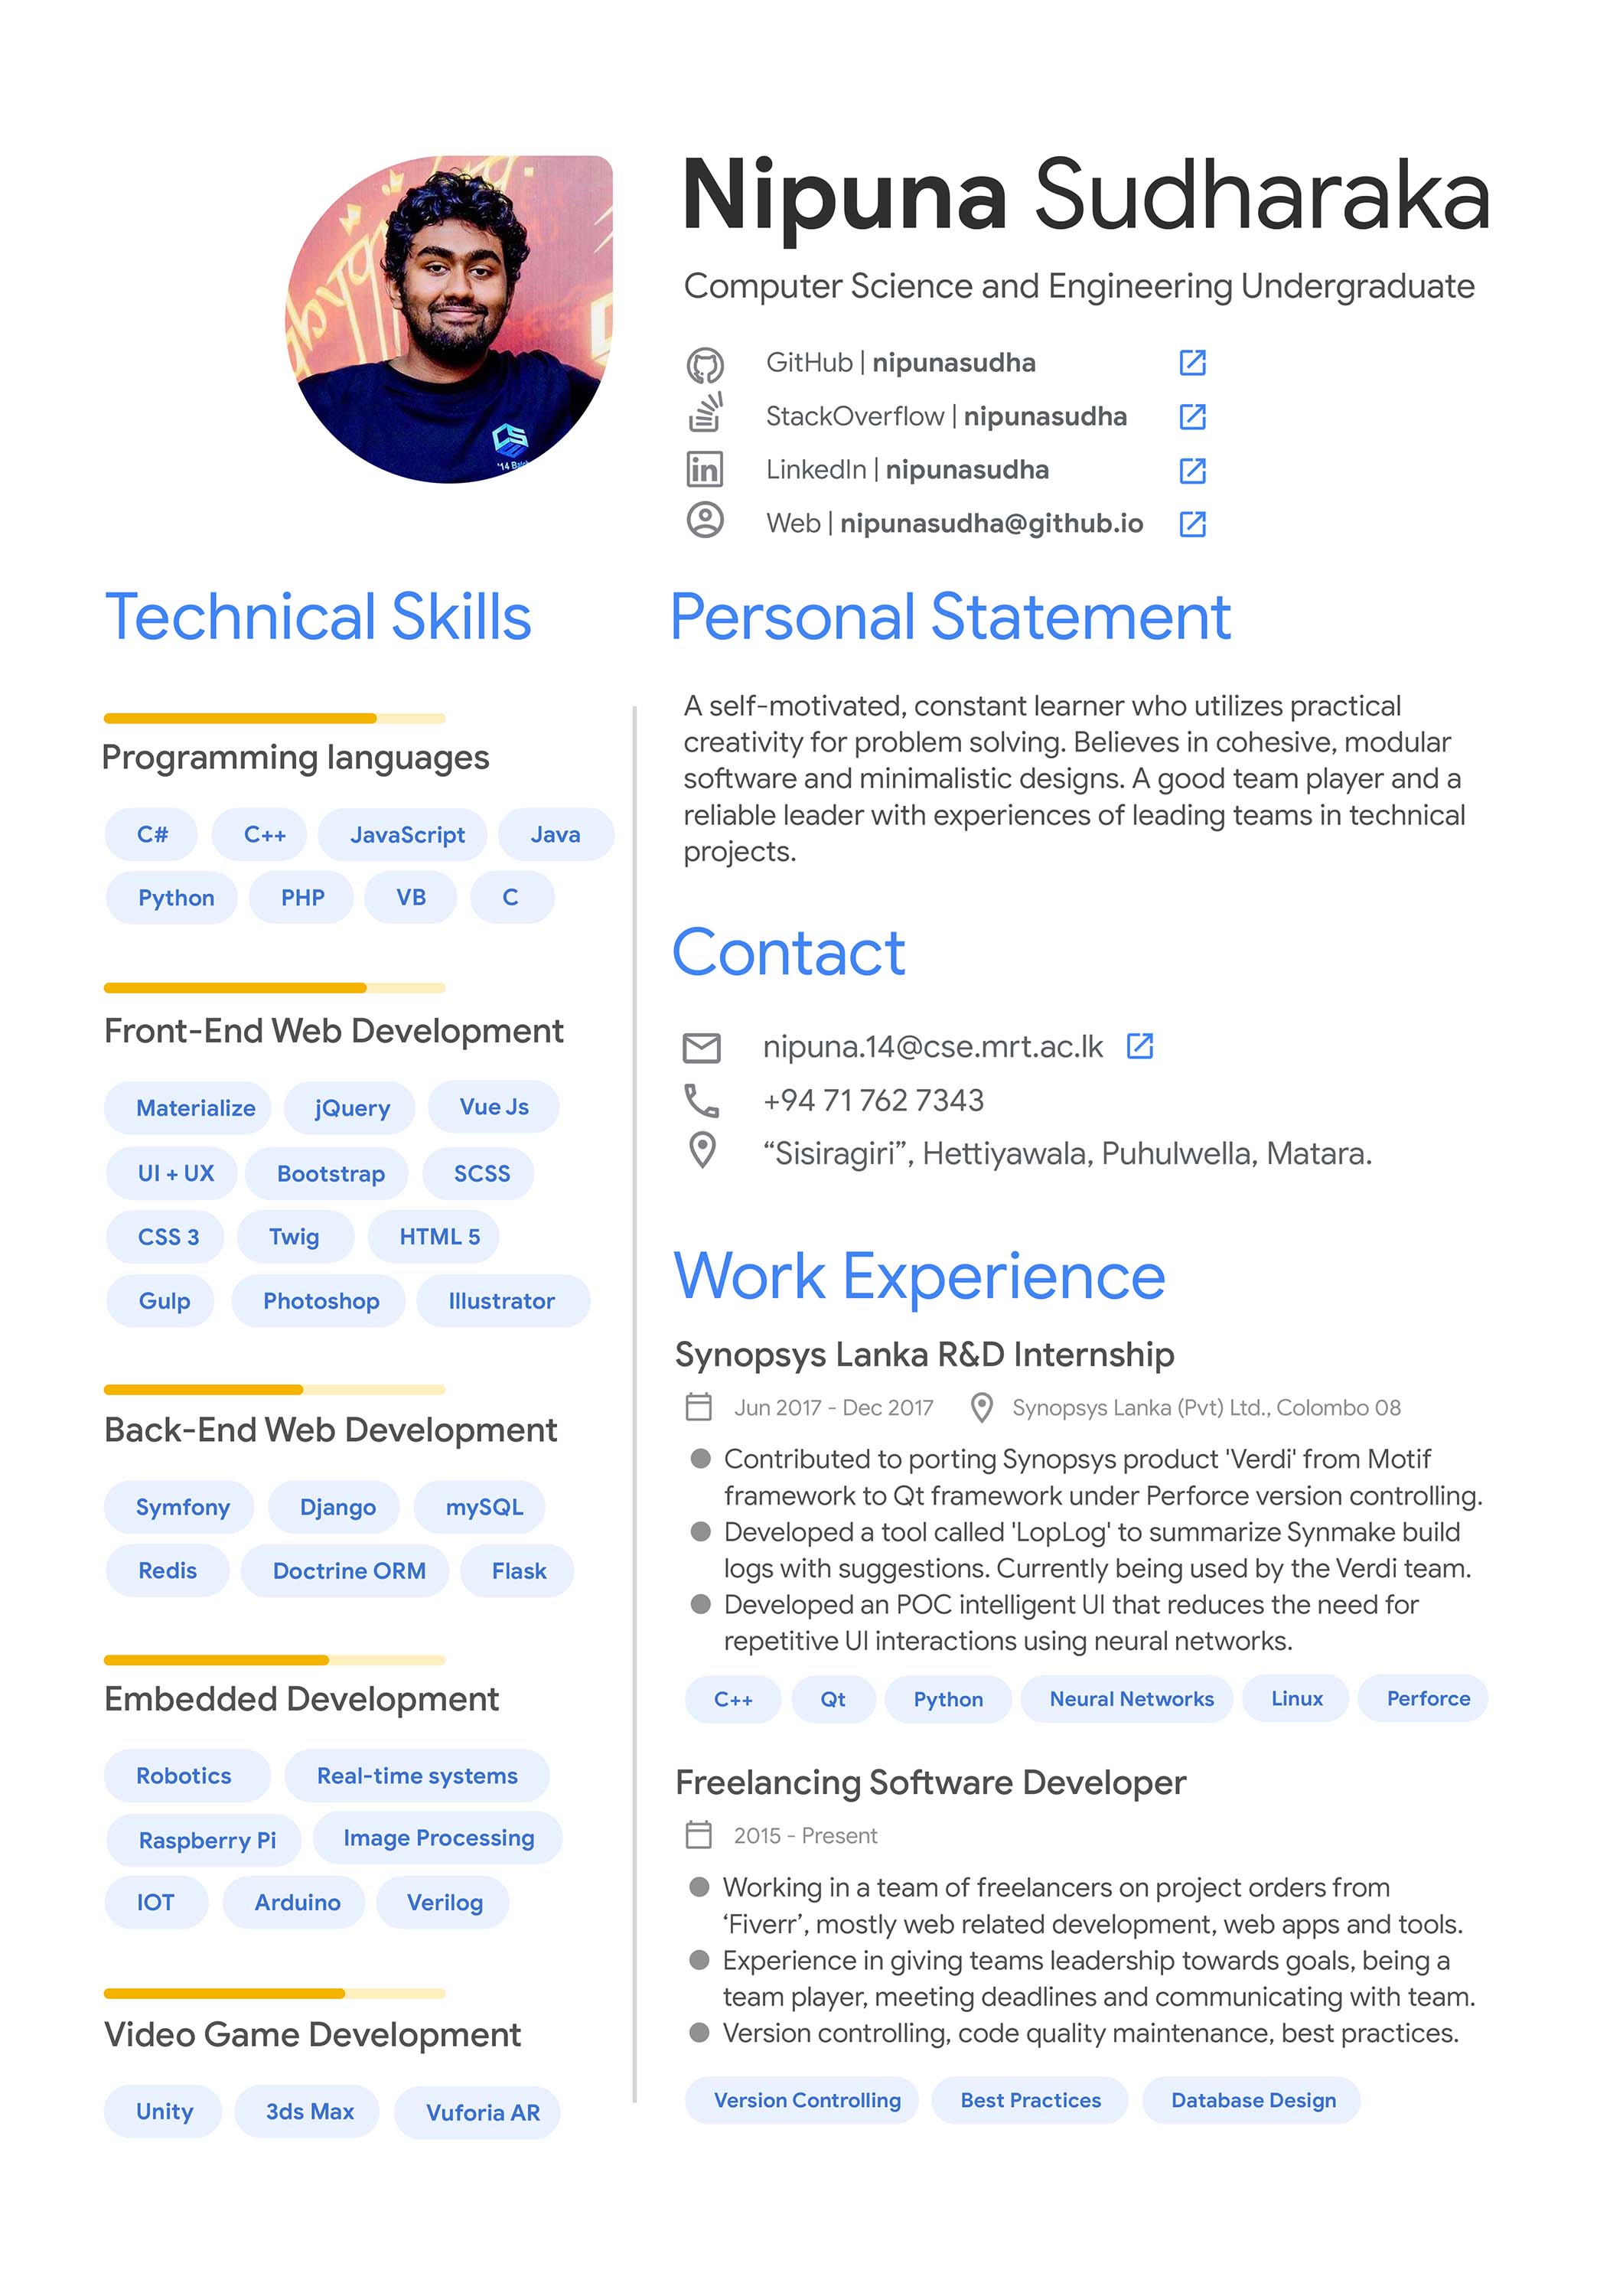 Nipuna Sudharaka
Computer Science and Engineering Undergraduate
GitHub | nipunasudha
StackOverflow | nipunasudha
LinkedIn | nipunasudha
Web | nipunasudha@github.io
CS
'14
Technical Skills
Programming languages
C# C++ JavaScript Java
Python PHP VB C
Front-End Web Development
Materialize jQuery Vue Js
UI + UX Bootstrap SCSS
CSS 3 Twig HTML 5
Gulp Photoshop Illustrator
Back-End Web Development
Symfony Django mySQL
Redis Doctrine ORM Flask
Embedded Development
Robotics Real-time systems
Raspberry Pi Image Processing
IOT Arduino Verilog
Video Game Development
Unity 3ds Max Vuforia AR
Personal Statement
A self-motivated, constant learner who utilizes practical
creativity for problem solving. Believes in cohesive, modular
software and minimalistic designs. A good team player and a
reliable leader with experiences of leading teams in technical
projects.
Contact
nipuna.14@cse.mrt.ac.lk
+94 71 762 7343
“Sisiragiri”, Hettiyawala, Puhulwella, Matara.
Work Experience
Synopsys Lanka R&D Internship
Jun 2017 - Dec 2017 Synopsys Lanka (Pvt) Ltd., Colombo 08
Contributed to porting Synopsys product 'Verdi' from Motif
framework to Qt framework under Perforce version controlling.
Developed a tool called 'LopLog' to summarize Synmake build
logs with suggestions. Currently being used by the Verdi team.
Developed an POC intelligent UI that reduces the need for
repetitive UI interactions using neural networks.
C++ Qt Python Neural Networks Linux Perforce
Freelancing Software Developer
2015 - Present
Working in a team of freelancers on project orders from
‘Fiverr’, mostly web related development, web apps and tools.
Experience in giving teams leadership towards goals, being a
team player, meeting deadlines and communicating with team.
Version controlling, code quality maintenance, best practices.
Version Controlling Best Practices Database Design